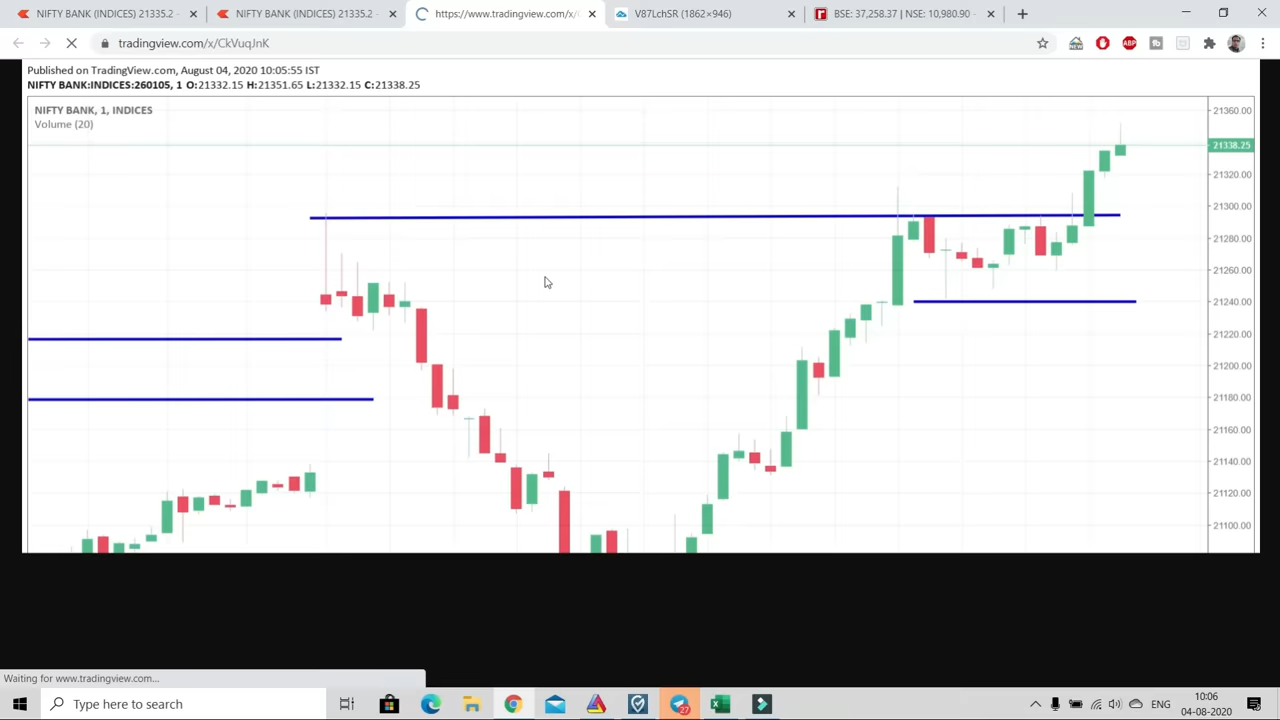 NIFTY BANK (INDICES) 21335.2 -
NIFTY BANK (INDICES) 21335.2 -
https://www.tradingview.com/x/C
V87LchSR (1862×946)
BSE: 37,258.37 | NSE: 10,980.90 -
tradingview.com/x/CkVuqJnK
Published on TradingView.com, August 04, 2020 10:05:55 IST
NIFTY BANK:INDICES:260105, 1 O:21332.15 H:21351.65 L:21332.15 C:21338.25
NIFTY BANK, 1, INDICES
Volume (20)
21360.00
21338.25
21320.00
21300.00
21280.00
21260.00
21240.00
21220.00
21200.00
21180.00
21160.00
21140.00
21120.00
21100.00
Waiting for www.tradingview.com...
Type here to search
27
ENG
10:06
04-08-2020